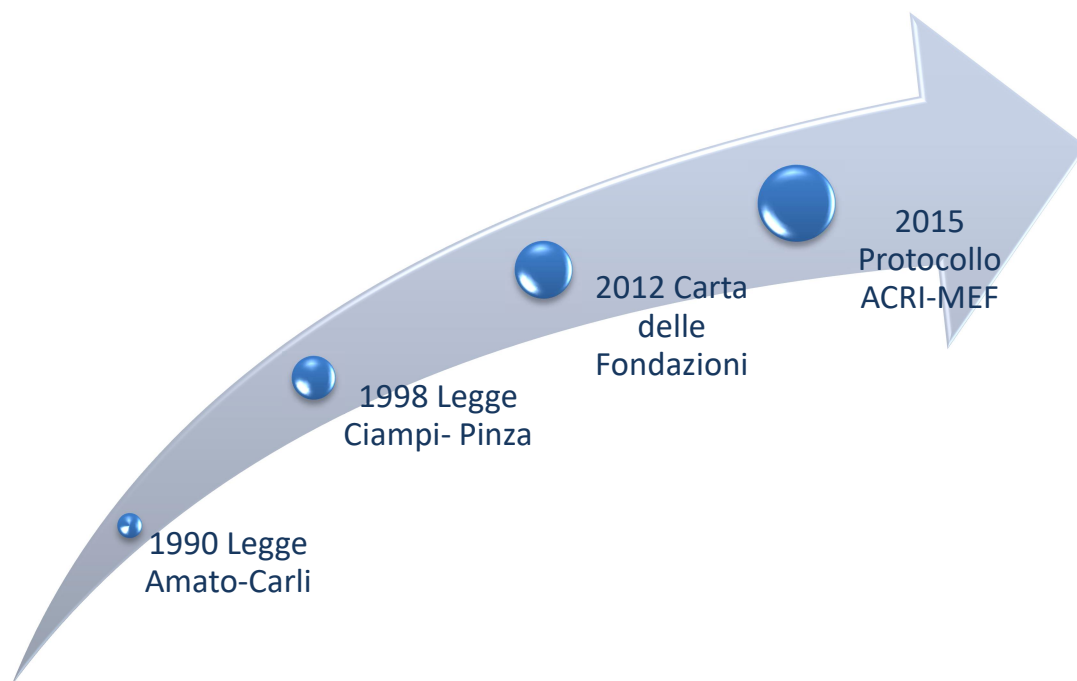 1990 Legge
Amato-Carli
1998 Legge
Ciampi- Pinza
2012 Carta
delle
Fondazioni
2015
Protocollo
ACRI-MEF